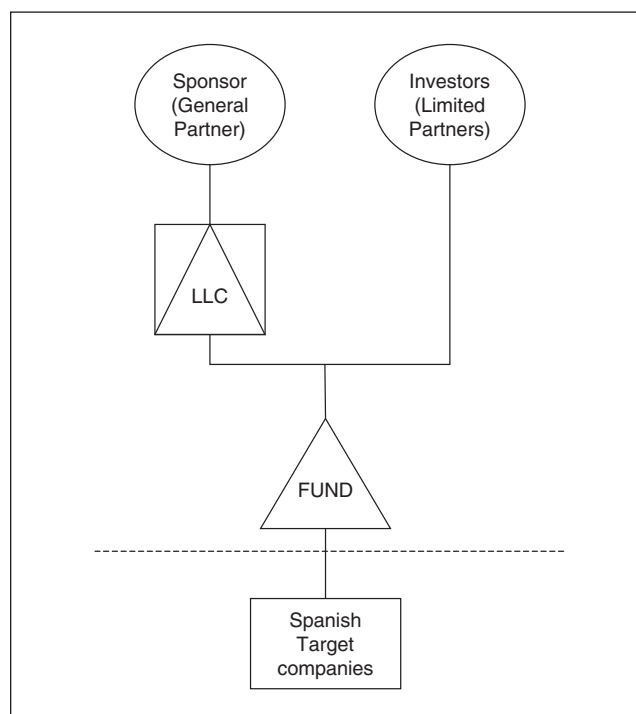 Sponsor
(General
Partner)
Investors
(Limited
Partners)
LLC
FUND
Spanish
Target
companies